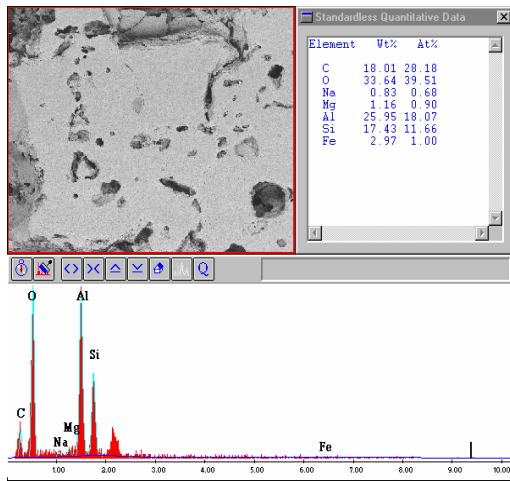 Standardless Quantitative Data
Element Wt% At%
C 18.01 28.18
O 33.64 39.51
Na 0.83 0.68
Mg 1.16 0.90
Al 25.95 18.07
Si 17.43 11.66
Fe 2.97 1.00
Q
O Al
Si
C Mg
Na Fe
1.00 2.00 3.00 4.00 5.00 6.00 7.00 8.00 9.00 10.00